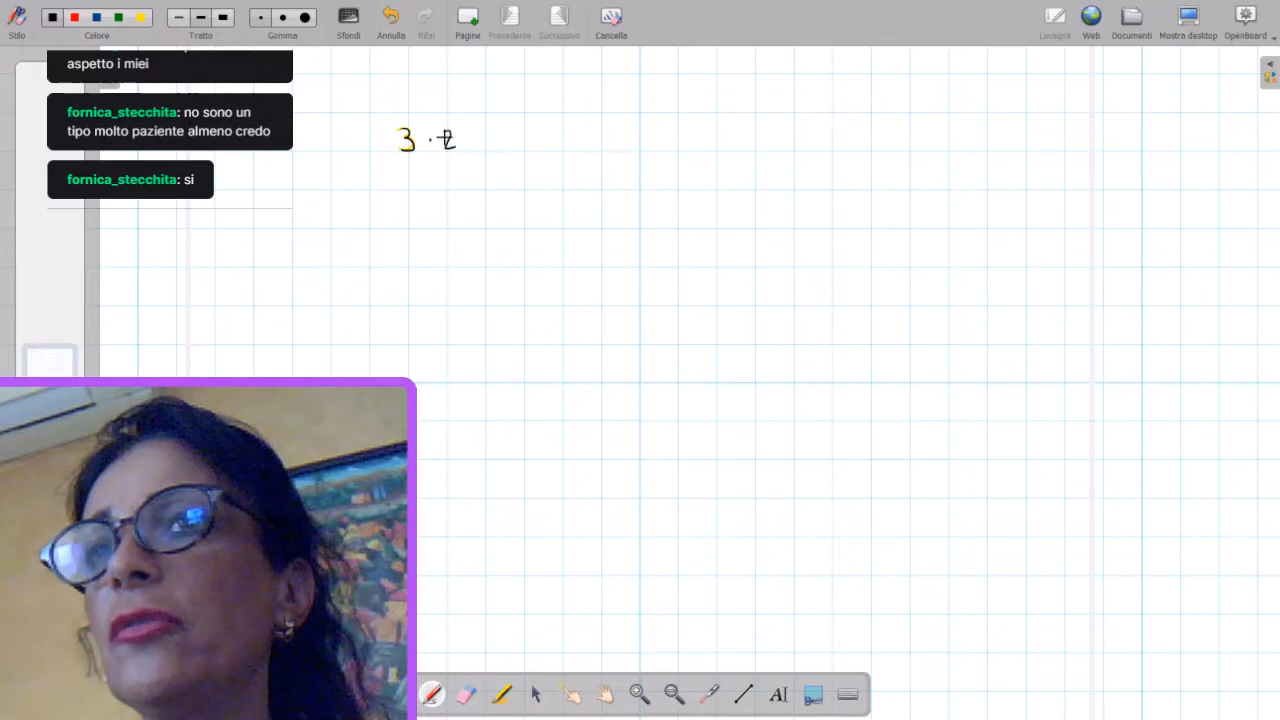 Stilo
Colore
Tratto
Gomma
Sfondi
Annulla
Rifai
Pagine
Precedente
Successivo
Cancella
Lavagna
Web
Documenti
Mostra desktop
OpenBoard
aspetto i miei
fornica_stecchita: no sono un
tipo molto paziente almeno credo
fornica_stecchita: si
3 ·
AI